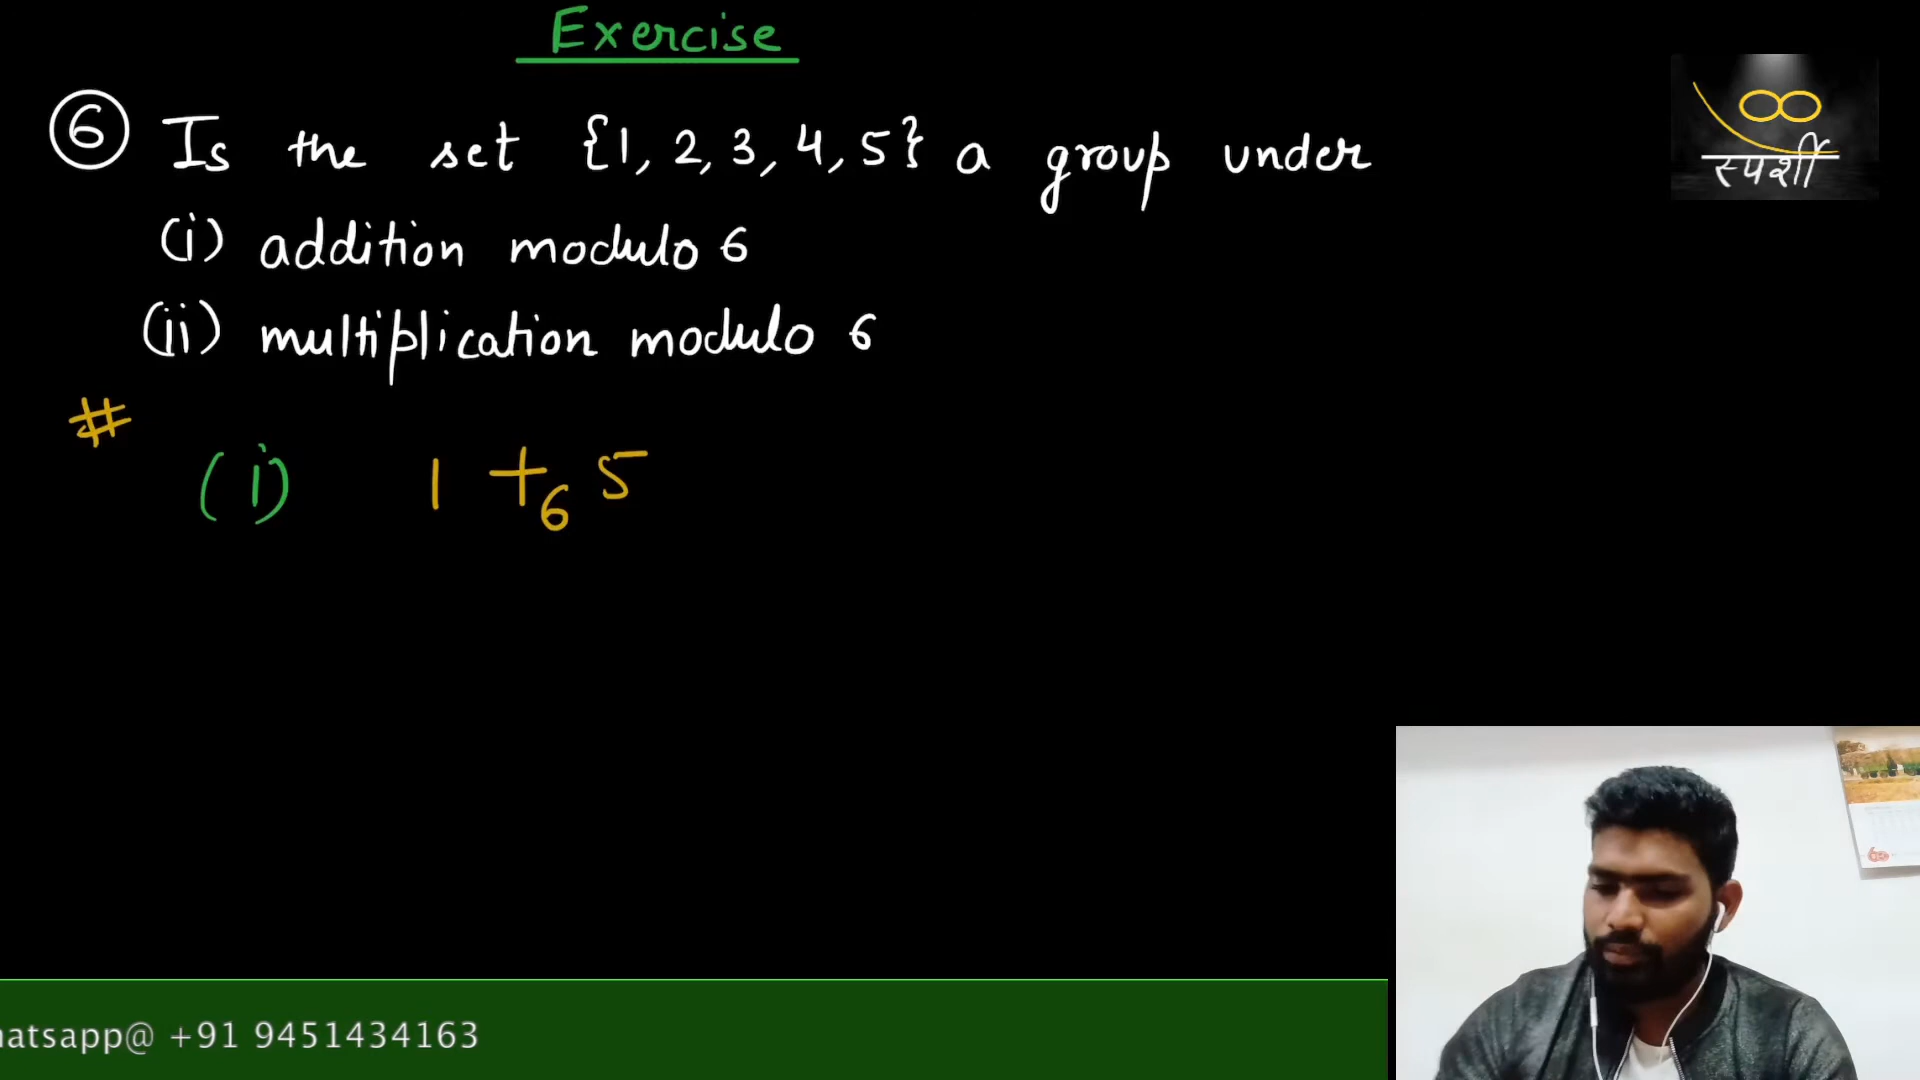 Exercise
6 Is the set {1, 2, 3, 4, 5} a group under
(i) addition modulo 6
(ii) multiplication modulo 6
#
(i) 1 +₆ 5
स्पर्शी
hatsapp@ +91 9451434163